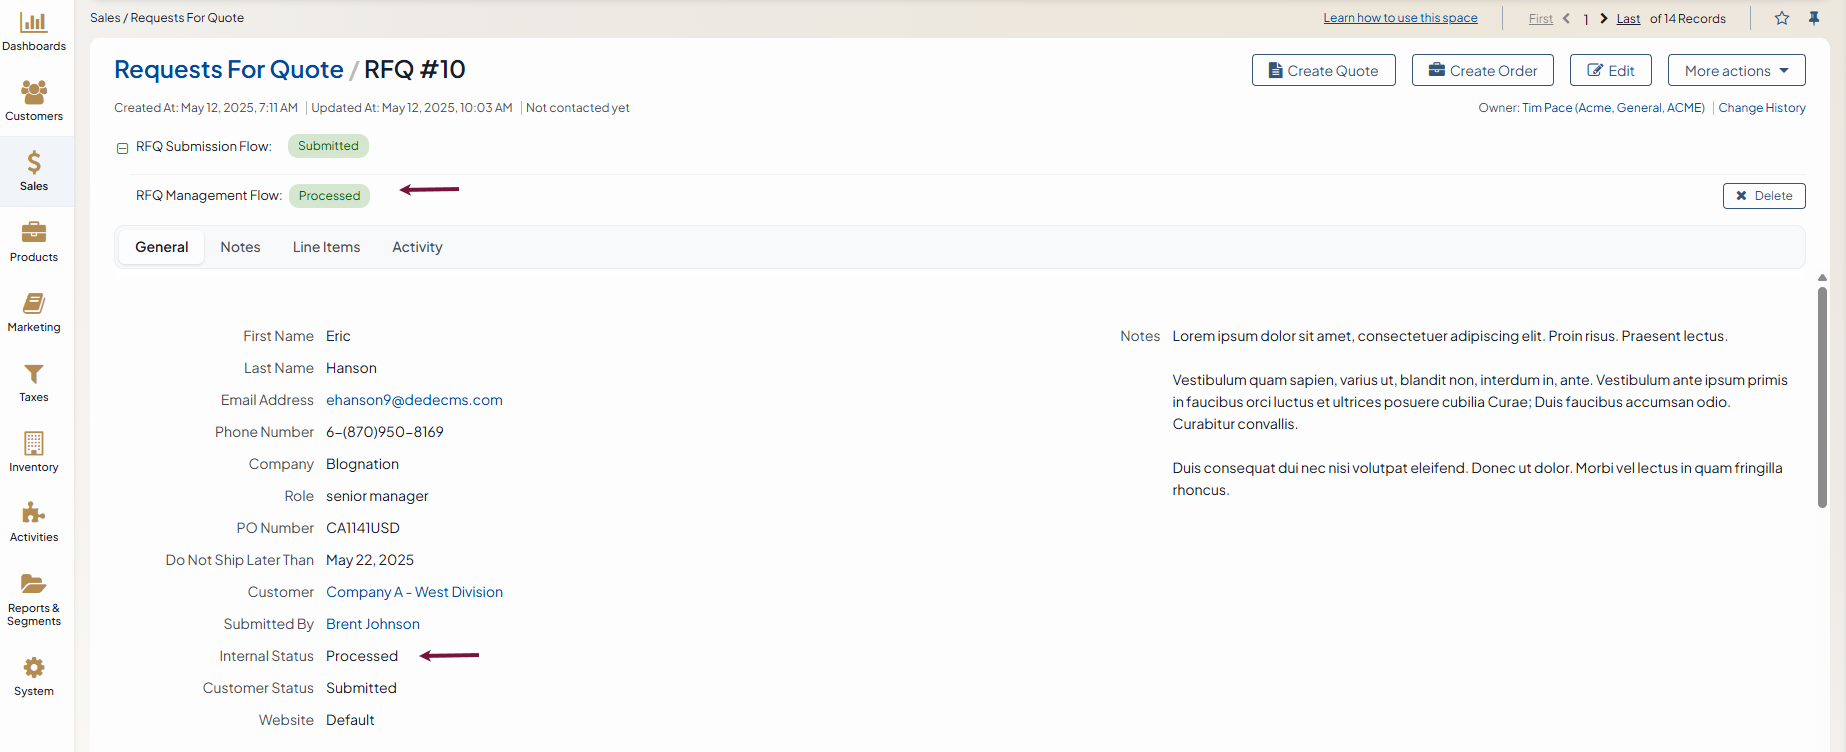 Dashboards
Customers
Sales
Products
Marketing
Taxes
Inventory
Activities
Reports &
Segments
System
Sales / Requests For Quote
Learn how to use this space
First 1 Last of 14 Records
Requests For Quote / RFQ #10
Create Quote
Create Order
Edit
More actions
Created At: May 12, 2025, 7:11 AM | Updated At: May 12, 2025, 10:03 AM | Not contacted yet
Owner: Tim Pace (Acme, General, ACME) | Change History
RFQ Submission Flow: Submitted
RFQ Management Flow: Processed
Delete
General Notes Line Items Activity
First Name Eric
Last Name Hanson
Email Address ehanson9@dedecms.com
Phone Number 6-(870)950-8169
Company Blognation
Role senior manager
PO Number CA1141USD
Do Not Ship Later Than May 22, 2025
Customer Company A - West Division
Submitted By Brent Johnson
Internal Status Processed
Customer Status Submitted
Website Default
Notes Lorem ipsum dolor sit amet, consectetuer adipiscing elit. Proin risus. Praesent lectus.
Vestibulum quam sapien, varius ut, blandit non, interdum in, ante. Vestibulum ante ipsum primis
in faucibus orci luctus et ultrices posuere cubilia Curae; Duis faucibus accumsan odio.
Curabitur convallis.
Duis consequat dui nec nisi volutpat eleifend. Donec ut dolor. Morbi vel lectus in quam fringilla
rhoncus.